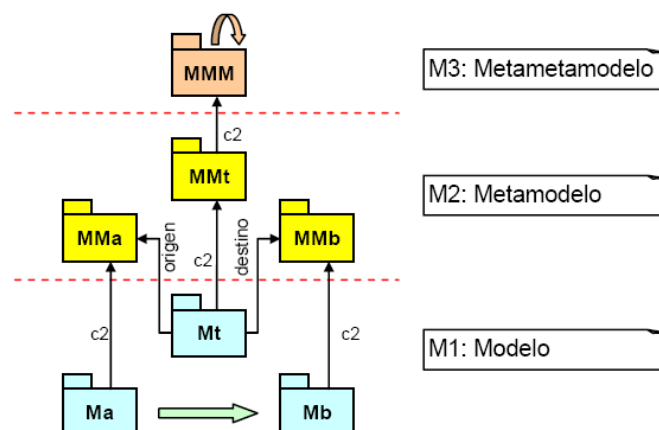 MMM
M3: Metametamodelo
c2
MMt
M2: Metamodelo
MMa
origen
c2
destino
MMb
c2
Mt
c2
M1: Modelo
Ma
Mb